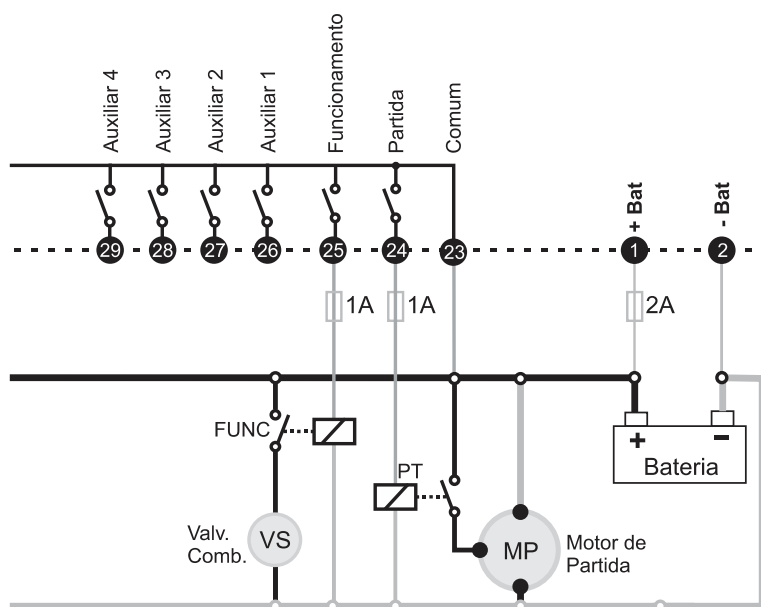 Auxiliar 4
Auxiliar 3
Auxiliar 2
Auxiliar 1
Funcionamento
Partida
Comum
+ Bat
- Bat
29
28
27
26
25
24
23
1
2
1A
1A
2A
FUNC
PT
+
-
Bateria
Valv.
Comb.
VS
MP
Motor de
Partida